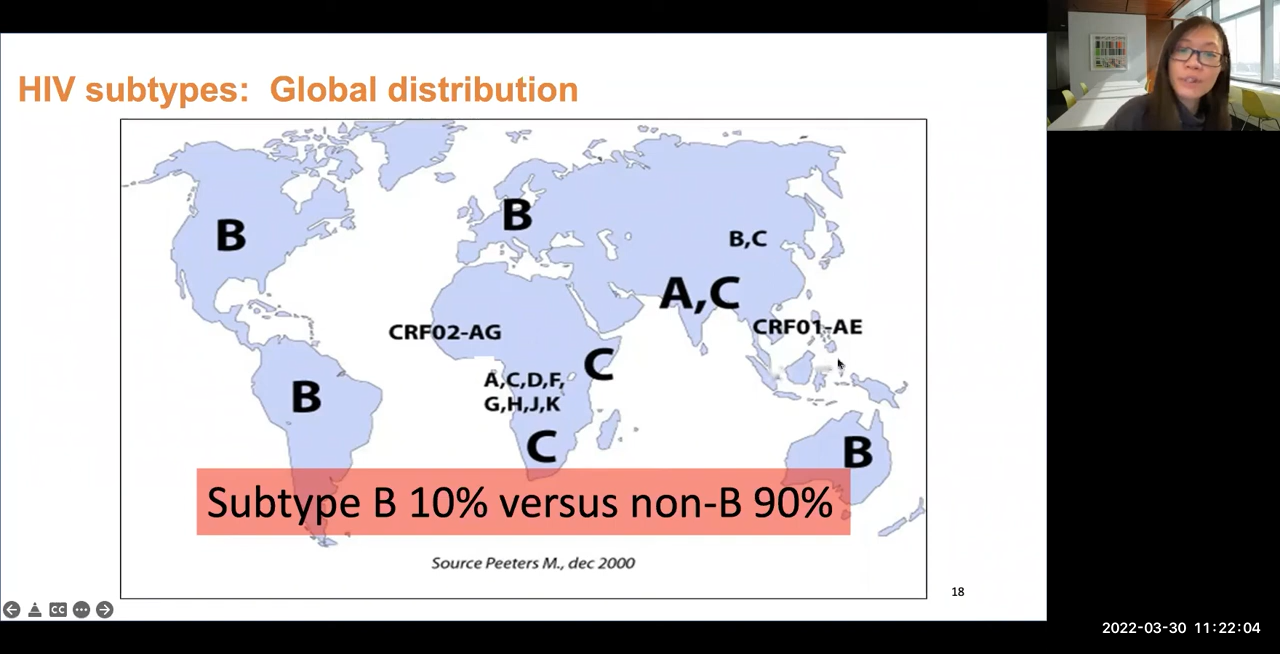 HIV subtypes:  Global distribution
B
B
B,C
A,C
CRF02-AG
CRF01-AE
C
A,C,D,F,
G,H,J,K
B
C
B
Subtype B 10% versus non-B 90%
Source Peeters M., dec 2000
18
CC
2022-03-30 11:22:04